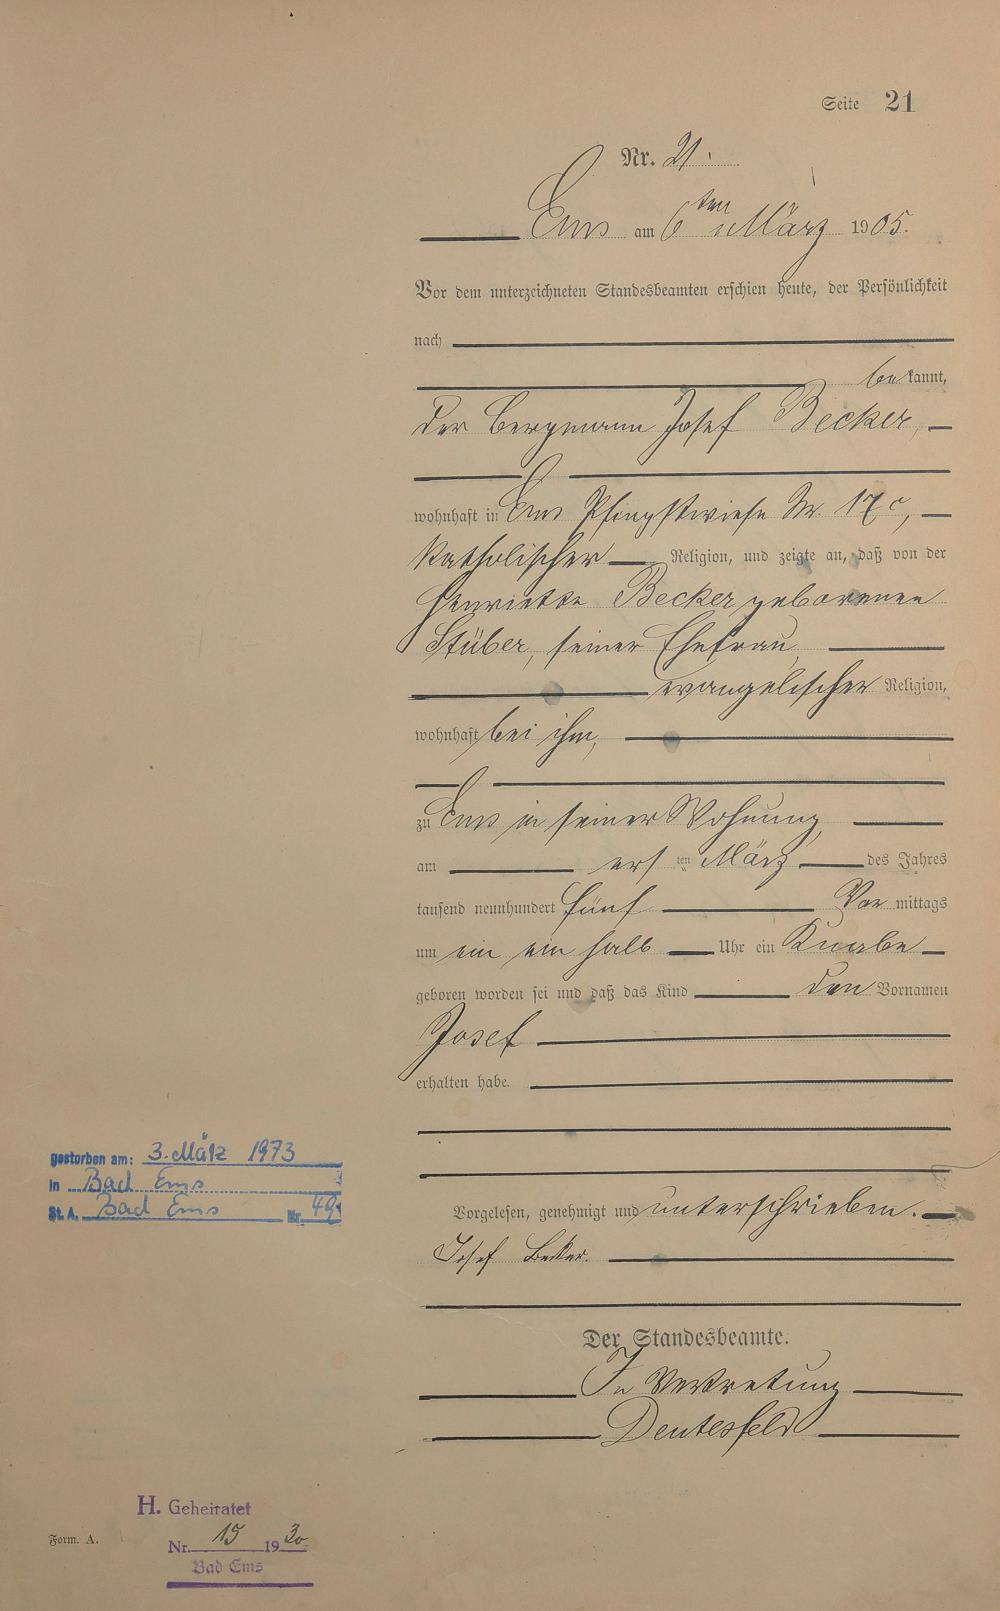 Seite 21
Nr. 21.
Ems am 6ten März 1905.
Vor dem unterzeichneten Standesbeamten erschien heute, der Persönlichkeit
nach
bekannt,
der Bergmann Josef Becker,
wohnhaft in Ems Pfingstwiese Nr. 17c,
katholischer Religion, und zeigte an, daß von der
Henriette Becker geborenen
Stüber, seiner Ehefrau,
evangelischer Religion,
wohnhaft bei ihm,
zu Ems in seiner Wohnung,
am ersten März des Jahres
tausend neunhundert fünf Vormittags
um ein ein halb Uhr ein Knabe
geboren worden sei und daß das Kind den Vornamen
Josef
erhalten habe.
Vorgelesen, genehmigt und unterschrieben.
Josef Becker.
Der Standesbeamte.
In Vertretung
gestorben am: 3. März 1973
in Bad Ems
St. A. Bad Ems Nr. 49
H. Geheiratet
Nr. 15 1930
Bad Ems
Form. A.